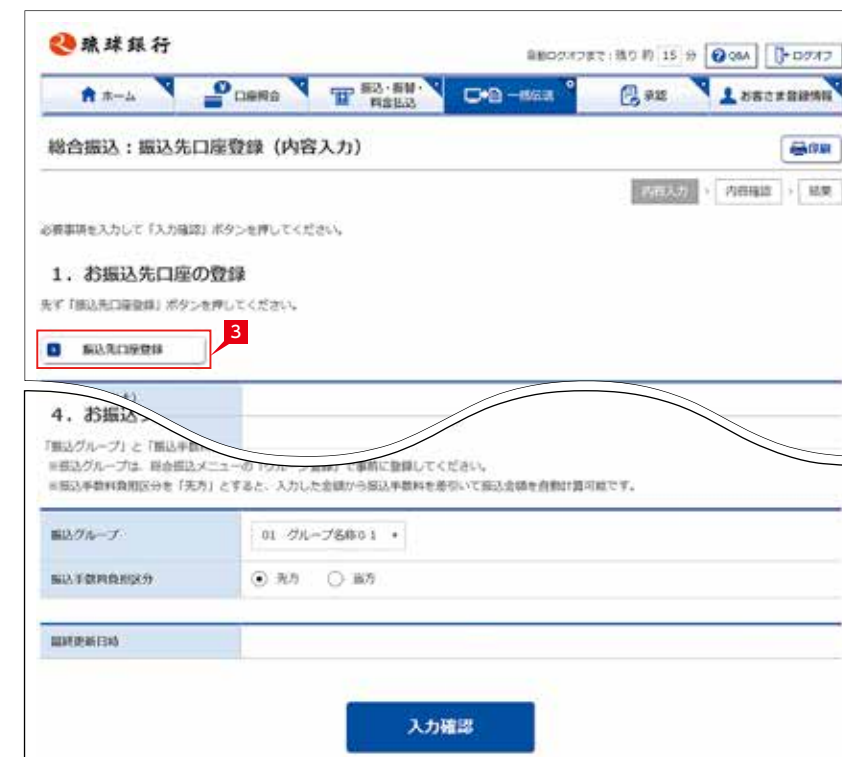 琉球銀行
自動ログオフまで：残り 約 15 分 Q&A ログオフ
ホーム 口座照会 振込・振替・料金払込 一括伝送 承認 お客さま登録情報
総合振込：振込先口座登録（内容入力） 印刷
内容入力 内容確認 結果
必要事項を入力して「入力確認」ボタンを押してください。
1．お振込先口座の登録
先ず「振込先口座登録」ボタンを押してください。
3
振込先口座登録
4．お振込
「振込グループ」と「振込手数料
※振込グループは、総合振込メニューの「グループ登録」で事前に登録してください。
※振込手数料負担区分を「先方」とすると、入力した金額から振込手数料を差引いて振込金額を自動計算可能です。
振込グループ 01 グループ名称01
振込手数料負担区分 先方 当方
最終更新日時
入力確認